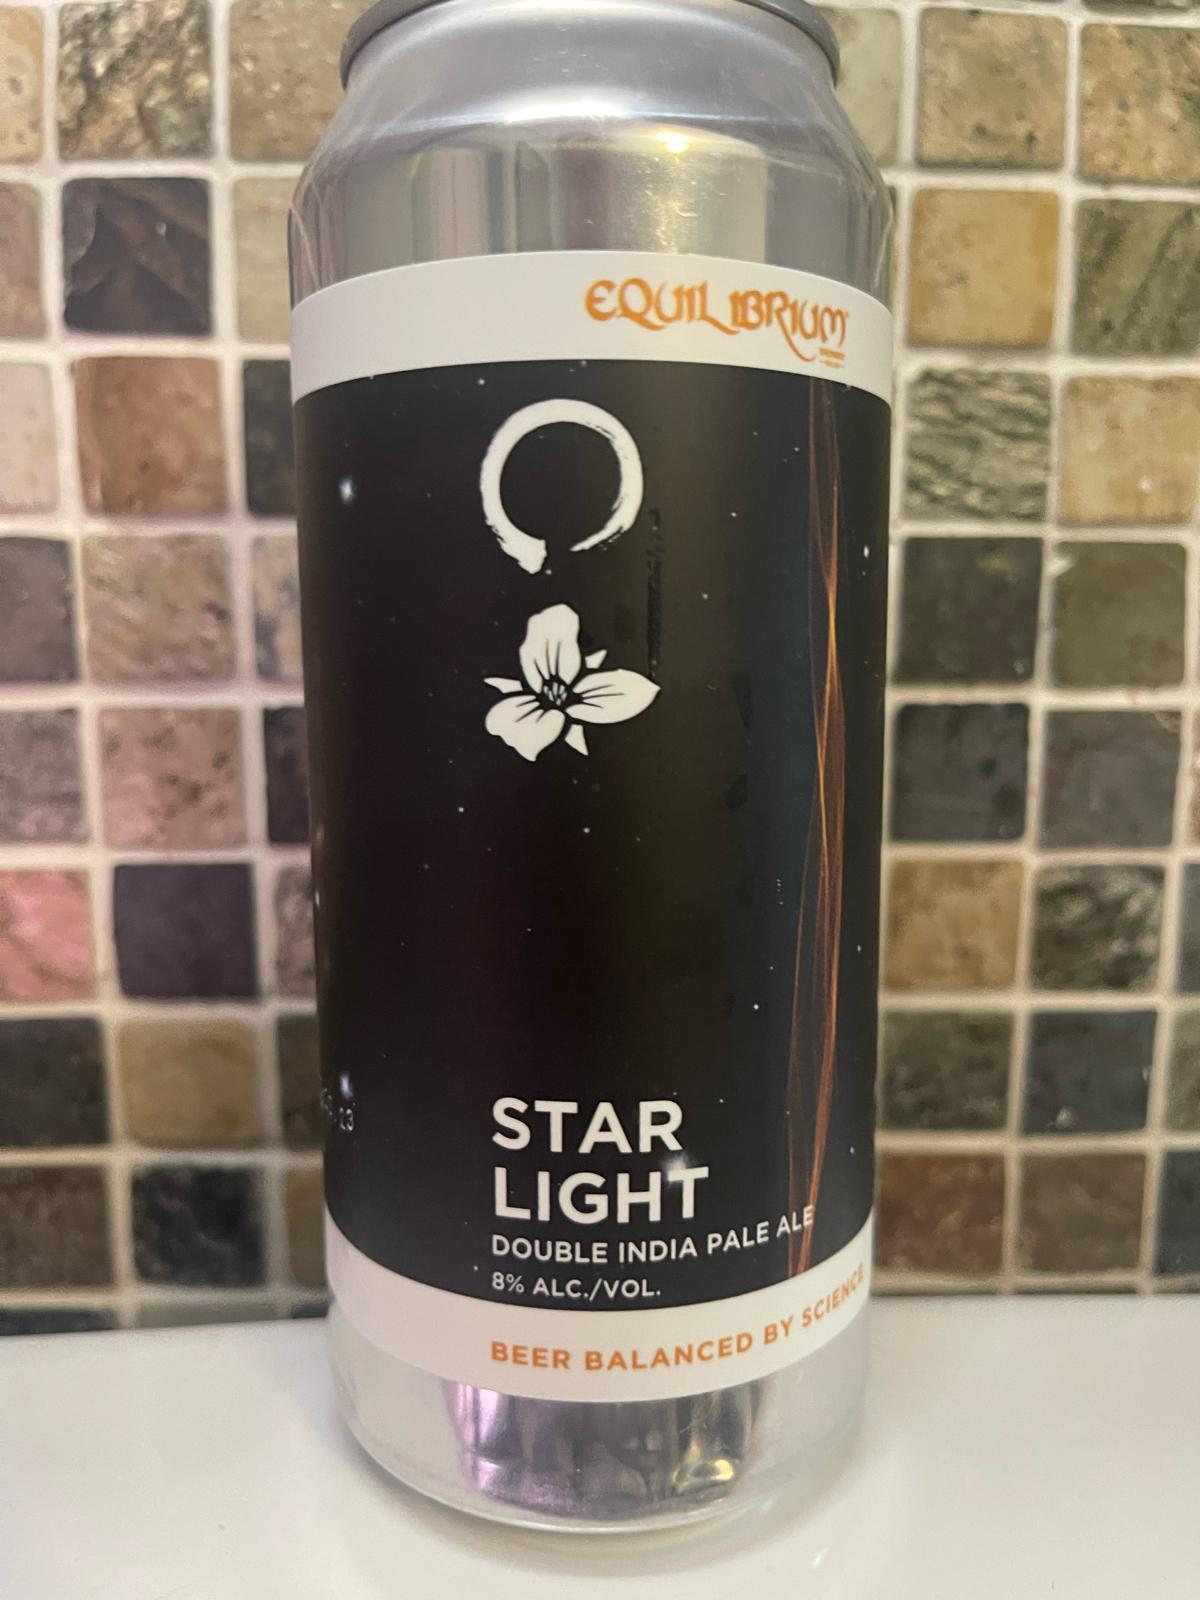 EQUILIBRIUM
STAR
LIGHT
DOUBLE INDIA PALE ALE
8% ALC./VOL.
BEER BALANCED BY SCIENCE